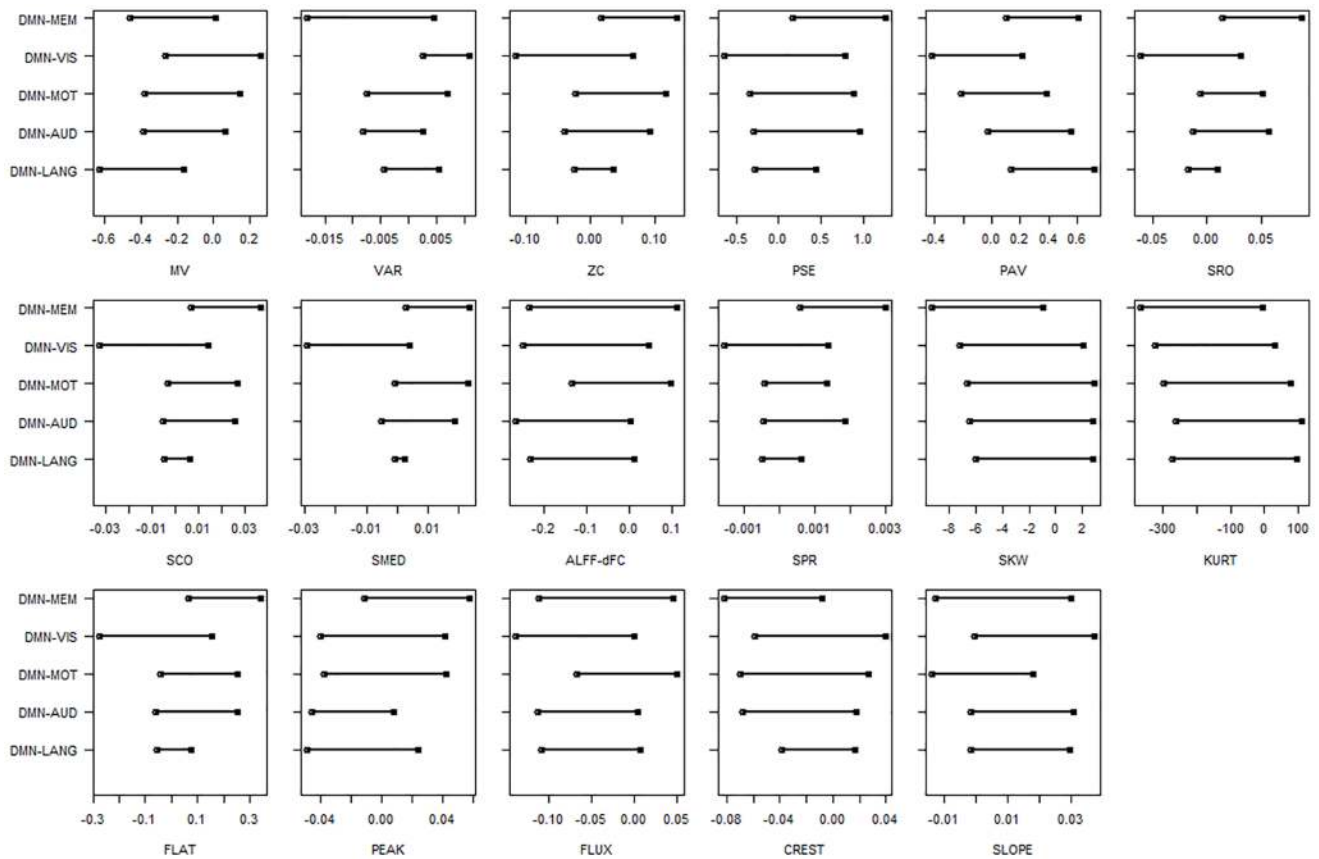 DMN-MEM
DMN-VIS
DMN-MOT
DMN-AUD
DMN-LANG
-0.6 -0.4 -0.2 0.0 0.2
MV
-0.015 -0.005 0.005
VAR
-0.10 0.00 0.10
ZC
-0.5 0.0 0.5 1.0
PSE
-0.4 0.0 0.2 0.4 0.6
PAV
-0.05 0.00 0.05
SRO
DMN-MEM
DMN-VIS
DMN-MOT
DMN-AUD
DMN-LANG
-0.03 -0.01 0.01 0.03
SCO
-0.03 -0.01 0.01
SMED
-0.2 -0.1 0.0 0.1
ALFF-dFC
-0.001 0.001 0.003
SPR
-8 -6 -4 -2 0 2
SKW
-300 -100 0 100
KURT
DMN-MEM
DMN-VIS
DMN-MOT
DMN-AUD
DMN-LANG
-0.3 -0.1 0.1 0.3
FLAT
-0.04 0.00 0.04
PEAK
-0.10 0.00 0.05
FLUX
-0.08 -0.04 0.00 0.04
CREST
-0.01 0.01 0.03
SLOPE